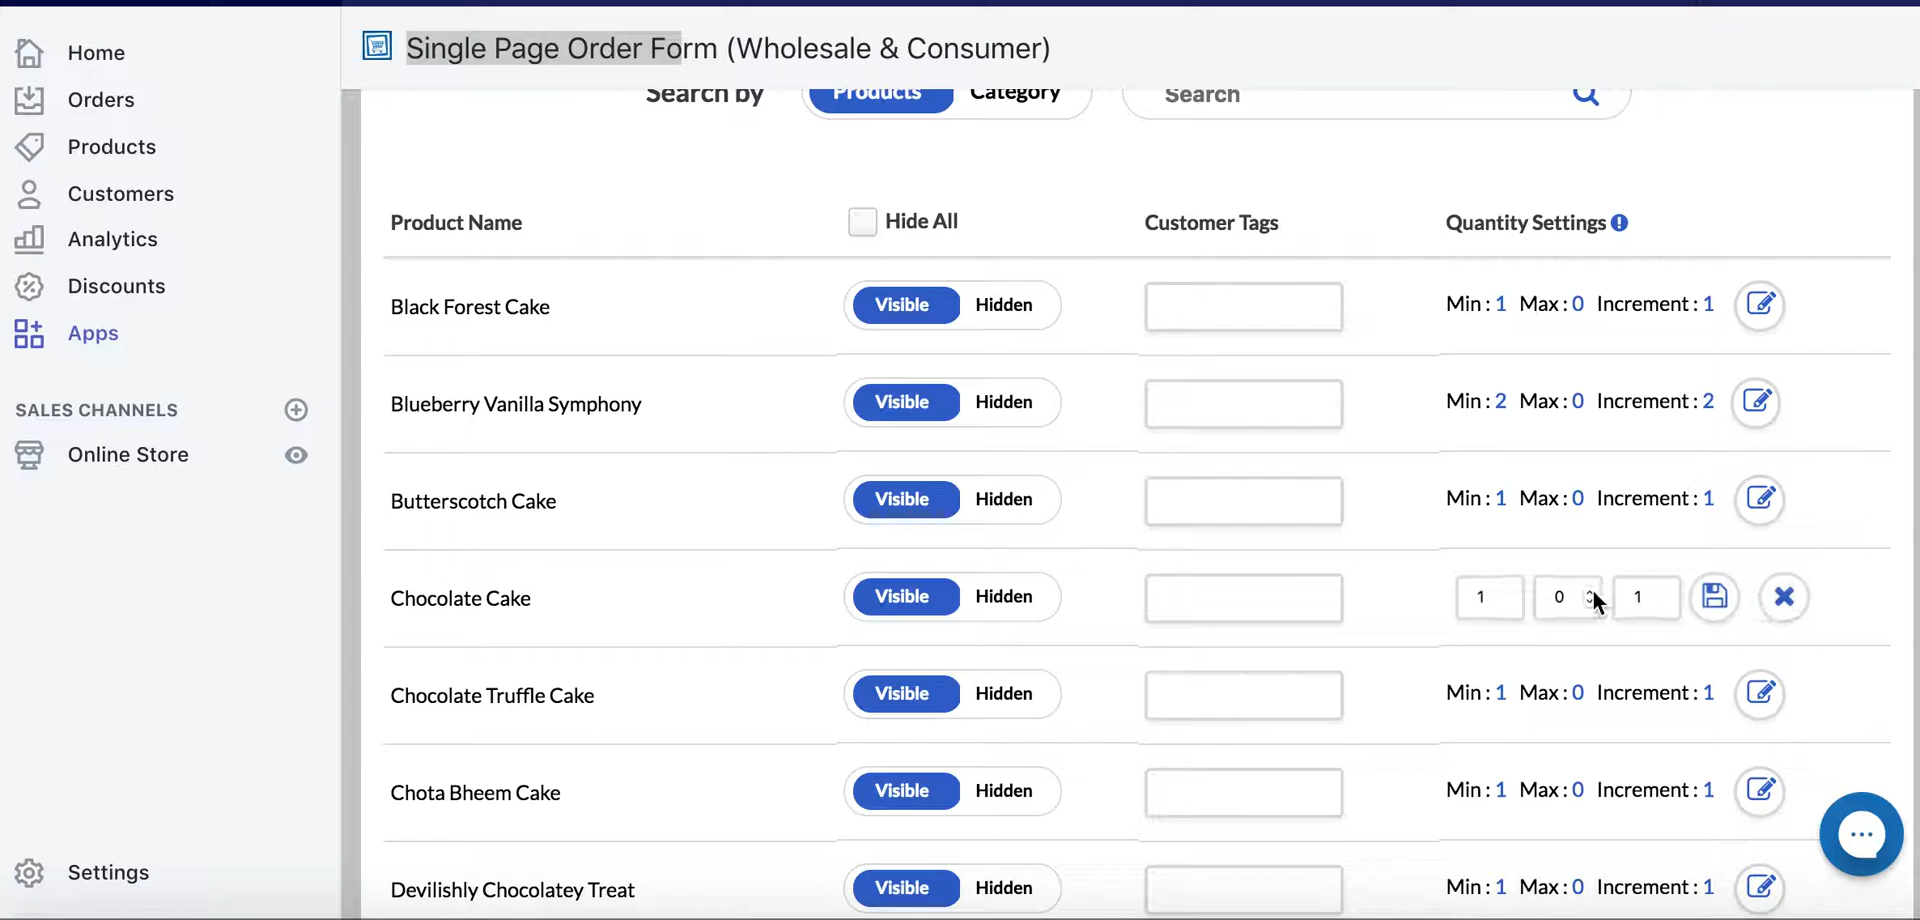 Home
Orders
Products
Customers
Analytics
Discounts
Apps
SALES CHANNELS
Online Store
Settings
Single Page Order Form (Wholesale & Consumer)
Search by Products Category Search
Product Name Hide All Customer Tags Quantity Settings
Black Forest Cake Visible Hidden Min : 1 Max : 0 Increment : 1
Blueberry Vanilla Symphony Visible Hidden Min : 2 Max : 0 Increment : 2
Butterscotch Cake Visible Hidden Min : 1 Max : 0 Increment : 1
Chocolate Cake Visible Hidden 1 0 1
Chocolate Truffle Cake Visible Hidden Min : 1 Max : 0 Increment : 1
Chota Bheem Cake Visible Hidden Min : 1 Max : 0 Increment : 1
Devilishly Chocolatey Treat Visible Hidden Min : 1 Max : 0 Increment : 1